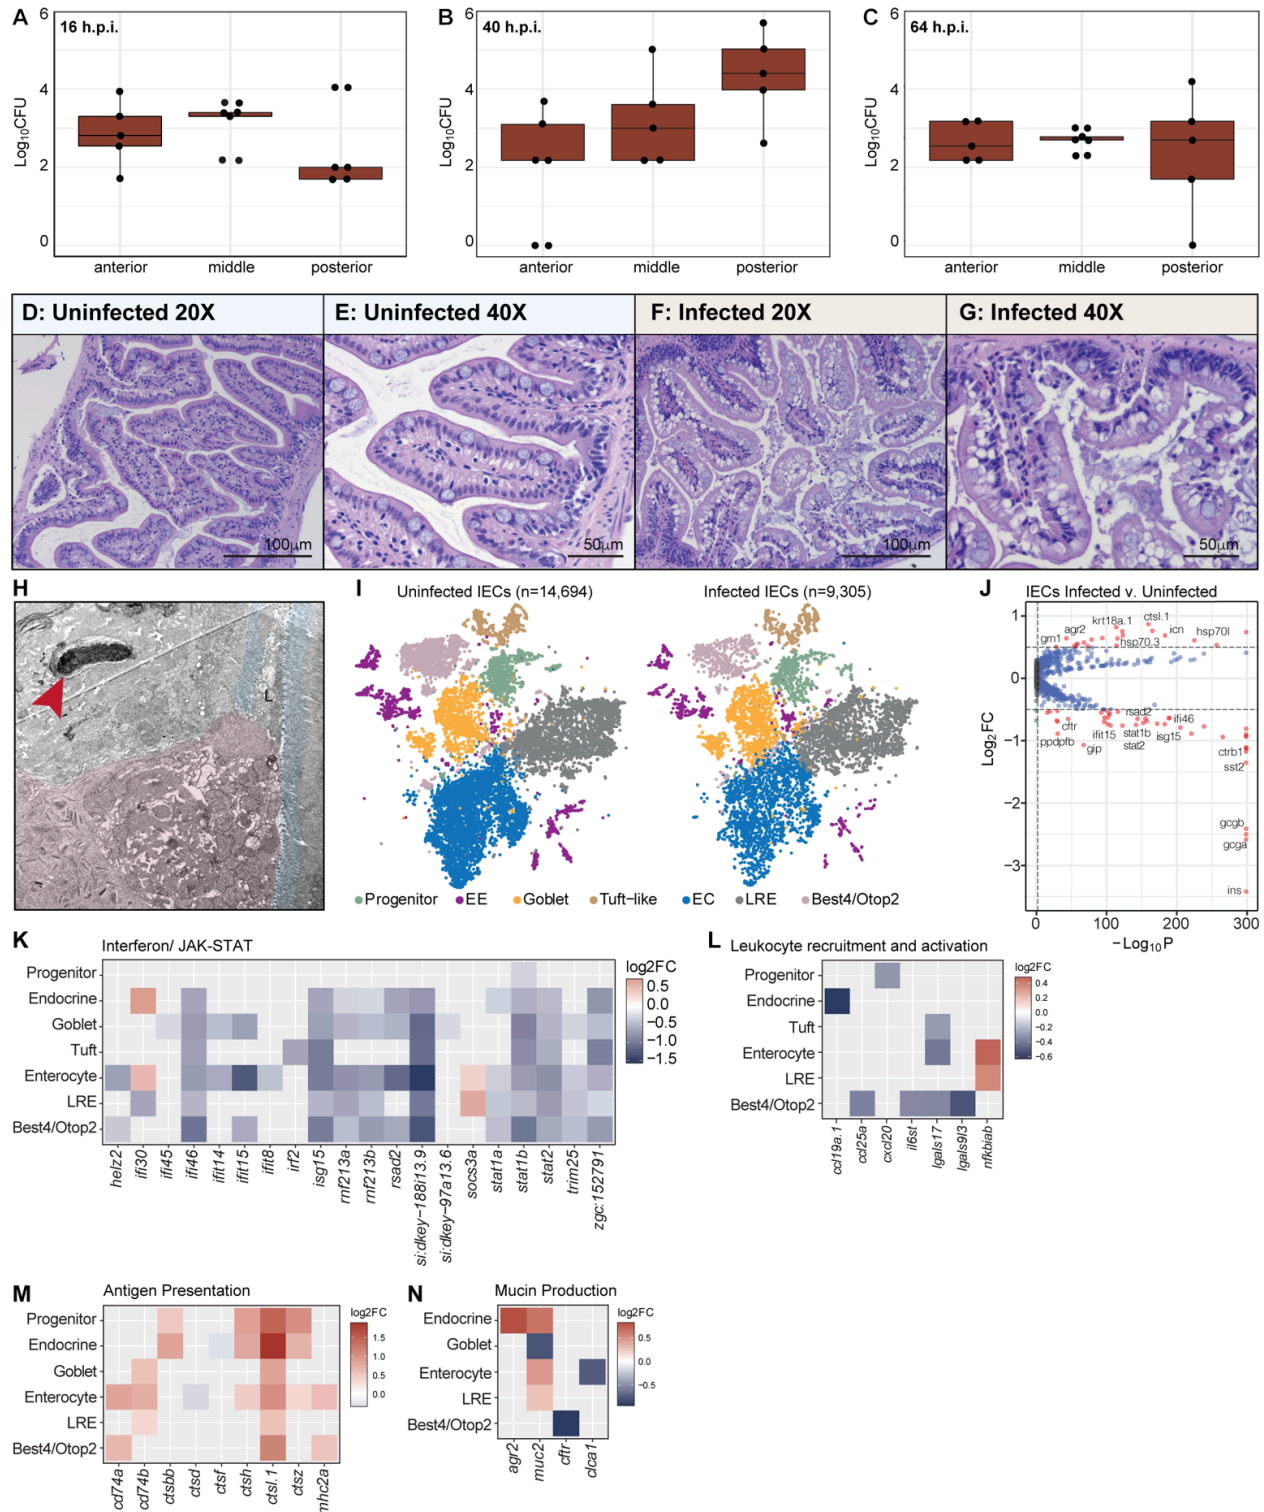 A
16 h.p.i.
6
4
2
0
Log10CFU
anterior middle posterior
B
40 h.p.i.
6
4
2
0
Log10CFU
anterior middle posterior
C
64 h.p.i.
6
4
2
0
Log10CFU
anterior middle posterior
D: Uninfected 20X
E: Uninfected 40X
F: Infected 20X
G: Infected 40X
100μm
50μm
100μm
50μm
H
L
I
Uninfected IECs (n=14,694)
Infected IECs (n=9,305)
Progenitor EE Goblet Tuft-like EC LRE Best4/Otop2
J
IECs Infected v. Uninfected
1
0
−1
−2
−3
Log2 FC
krt18a.1 ctsl.1
grn1 agr2 icn hsp70l
hsp70.3
rsad2
cftr ifi46
ifit15 stat1b isg15
ppdpfb stat2
gip ctrb1
sst2
gcgb
gcga
ins
0 100 200 300
−Log10P
K
Interferon/ JAK-STAT
Progenitor
Endocrine
Goblet
Tuft
Enterocyte
LRE
Best4/Otop2
helz2
ifi30
ifi45
ifi46
ifit14
ifit15
ifit8
irf2
isg15
rnf213a
rnf213b
rsad2
si:dkey−188i13.9
si:dkey−97a13.6
socs3a
stat1a
stat1b
stat2
trim25
zgc:152791
log2FC
0.5
0.0
−0.5
−1.0
−1.5
L
Leukocyte recruitment and activation
Progenitor
Endocrine
Tuft
Enterocyte
LRE
Best4/Otop2
ccl19a.1
ccl25a
cxcl20
il6st
lgals17
lgals9l3
nfkbiab
log2FC
0.4
0.2
0.0
−0.2
−0.4
−0.6
M
Antigen Presentation
Progenitor
Endocrine
Goblet
Enterocyte
LRE
Best4/Otop2
cd74a
cd74b
ctsbb
ctsd
ctsf
ctsh
ctsl.1
ctsz
mhc2a
log2FC
1.5
1.0
0.5
0.0
N
Mucin Production
Endocrine
Goblet
Enterocyte
LRE
Best4/Otop2
agr2
muc2
cftr
clca1
log2FC
0.5
0.0
−0.5